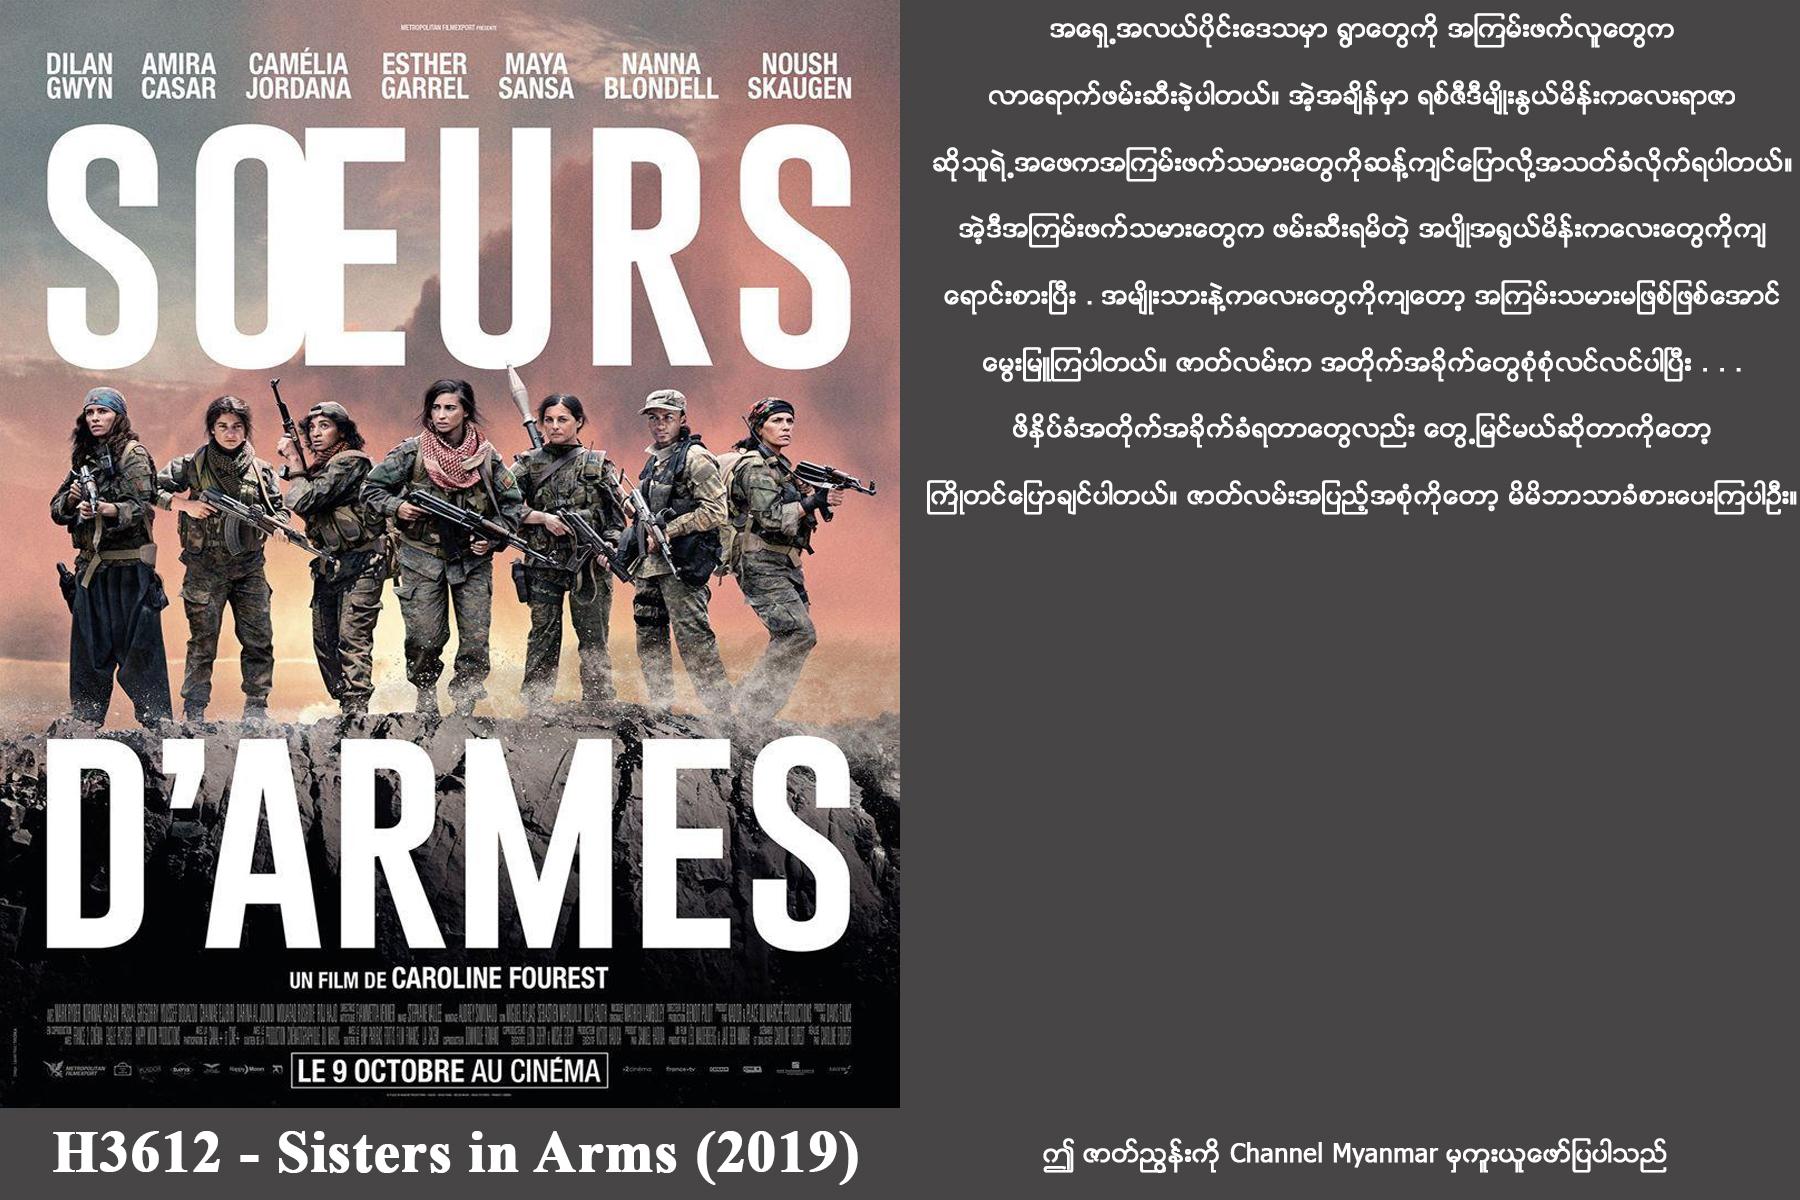 METROPOLITAN FILMEXPORT PRÉSENTE
DILAN GWYN
AMIRA CASAR
CAMÉLIA JORDANA
ESTHER GARREL
MAYA SANSA
NANNA BLONDELL
NOUSH SKAUGEN
SŒURS
D'ARMES
UN FILM DE CAROLINE FOUREST
LE 9 OCTOBRE AU CINÉMA
H3612 - Sisters in Arms (2019)
အရှေ့အလယ်ပိုင်းဒေသမှာ ရွာတွေကို အကြမ်းဖက်လူတွေက
လာရောက်ဖမ်းဆီးခဲ့ပါတယ်။ အဲ့အချိန်မှာ ရစ်ဇီဒီမျိုးနွယ်မိန်းကလေးရာဇာ
ဆိုသူရဲ့အဖေကအကြမ်းဖက်သမားတွေကိုဆန့်ကျင်ပြောလို့အသတ်ခံလိုက်ရပါတယ်။
အဲ့ဒီအကြမ်းဖက်သမားတွေက ဖမ်းဆီးရမိတဲ့ အပျိုအရွယ်မိန်းကလေးတွေကိုကျ
ရောင်းစားပြီး . အမျိုးသားနဲ့ကလေးတွေကိုကျတော့ အကြမ်းသမားမဖြစ်ဖြစ်အောင်
မွေးမြူကြပါတယ်။ ဇာတ်လမ်းက အတိုက်အခိုက်တွေစုံစုံလင်လင်ပါပြီး . . .
ဖိနှိပ်ခံအတိုက်အခိုက်ခံရတာတွေလည်း တွေ့မြင်မယ်ဆိုတာကိုတော့
ကြိုတင်ပြောချင်ပါတယ်။ ဇာတ်လမ်းအပြည့်အစုံကိုတော့ မိမိဘာသာခံစားပေးကြပါဦး။
ဤ ဇာတ်ညွှန်းကို Channel Myanmar မှကူးယူဖော်ပြပါသည်